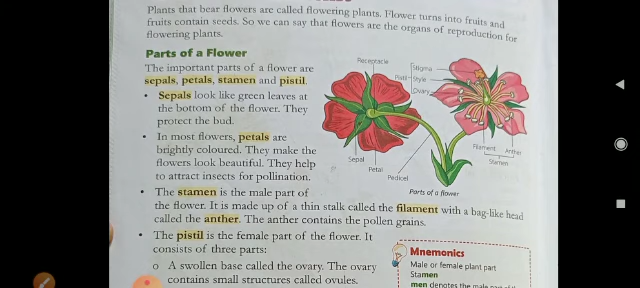 Plants that bear flowers are called flowering plants. Flower turns into fruits and
fruits contain seeds. So we can say that flowers are the organs of reproduction for
flowering plants.
Parts of a Flower
The important parts of a flower are
sepals, petals, stamen and pistil.
• Sepals look like green leaves at
the bottom of the flower. They
protect the bud.
• In most flowers, petals are
brightly coloured. They make the
flowers look beautiful. They help
to attract insects for pollination.
Receptacle
Stigma
Pistil
Style
Ovary
Filament
Anther
Stamen
Sepal
Petal
Pedicel
Parts of a flower
• The stamen is the male part of
the flower. It is made up of a thin stalk called the filament with a bag-like head
called the anther. The anther contains the pollen grains.
• The pistil is the female part of the flower. It
consists of three parts:
o A swollen base called the ovary. The ovary
contains small structures called ovules.
Mnemonics
Male or female plant part
Stamen
men denotes the male part of